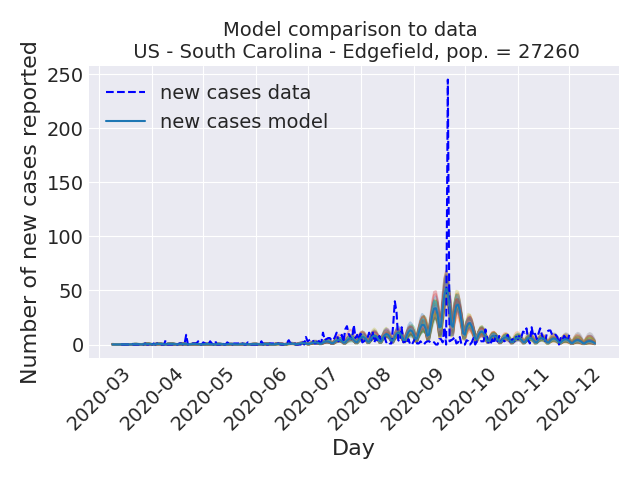 Model comparison to data
US - South Carolina - Edgefield, pop. = 27260
Number of new cases reported
250
200
150
100
50
0
new cases data
new cases model
2020-03
2020-04
2020-05
2020-06
2020-07
2020-08
2020-09
2020-10
2020-11
2020-12
Day